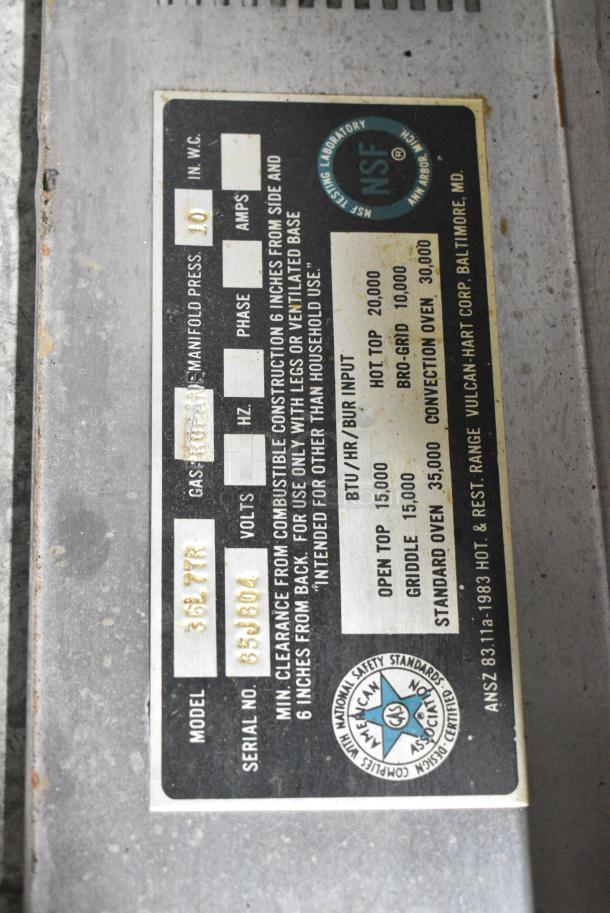 MODEL 36L77R GAS PROPANE MANIFOLD PRESS. 10 IN. W.C.
SERIAL NO. VOLTS HZ. PHASE AMPS
MIN. CLEARANCE FROM COMBUSTIBLE CONSTRUCTION 6 INCHES FROM SIDE AND
6 INCHES FROM BACK. FOR USE ONLY WITH LEGS OR VENTILATED BASE
"INTENDED FOR OTHER THAN HOUSEHOLD USE."
BTU/HR/BUR INPUT
OPEN TOP 15,000 HOT TOP 20,000
GRIDDLE 15,000 BRO-GRID 10,000
STANDARD OVEN 35,000 CONVECTION OVEN 30,000
AMERICAN
GAS
®
ASSOCIATION
DESIGN CERTIFIED
COMPLIES WITH NATIONAL SAFETY STANDARDS
NSF TESTING LABORATORY
NSF
®
ANN ARBOR, MICH.
ANSZ 83.11a-1983 HOT. & REST. RANGE VULCAN-HART CORP. BALTIMORE, MD.